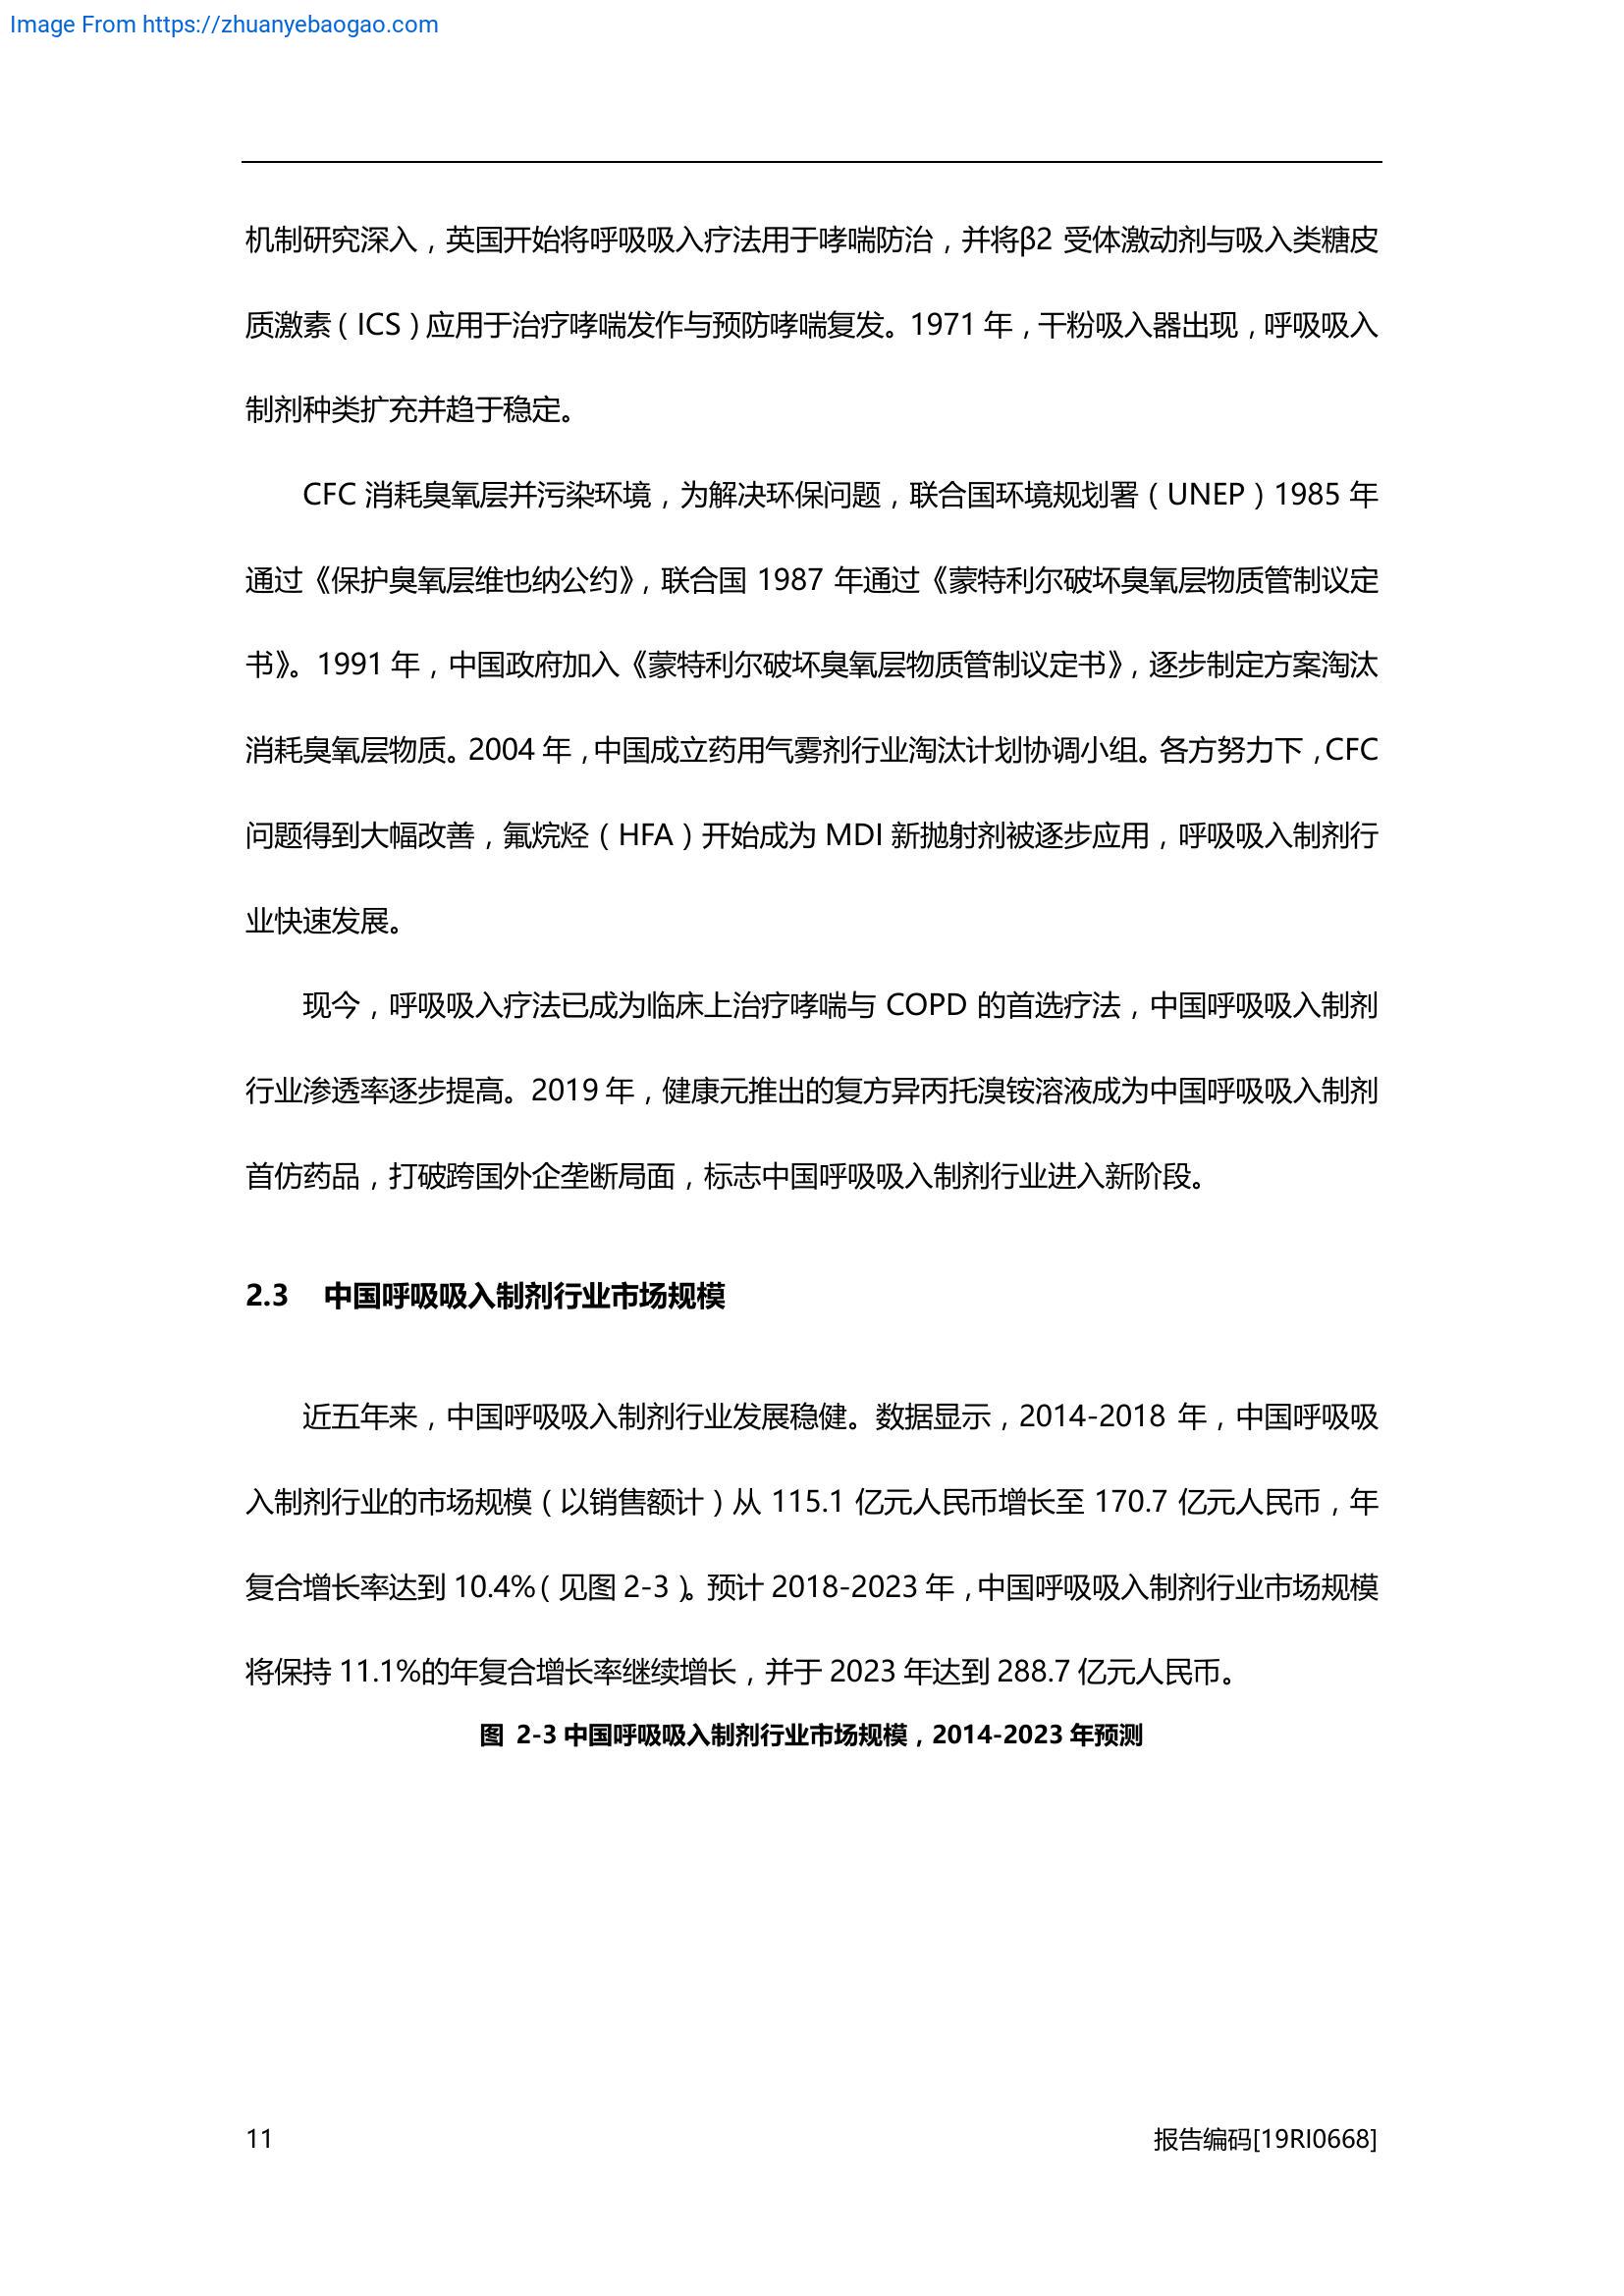 Image From https://zhuanyebaogao.com
机制研究深入，英国开始将呼吸吸入疗法用于哮喘防治，并将β2 受体激动剂与吸入类糖皮
质激素（ICS）应用于治疗哮喘发作与预防哮喘复发。1971 年，干粉吸入器出现，呼吸吸入
制剂种类扩充并趋于稳定。
CFC 消耗臭氧层并污染环境，为解决环保问题，联合国环境规划署（UNEP）1985 年
通过《保护臭氧层维也纳公约》，联合国 1987 年通过《蒙特利尔破坏臭氧层物质管制议定
书》。1991 年，中国政府加入《蒙特利尔破坏臭氧层物质管制议定书》，逐步制定方案淘汰
消耗臭氧层物质。2004 年，中国成立药用气雾剂行业淘汰计划协调小组。各方努力下，CFC
问题得到大幅改善，氟烷烃（HFA）开始成为 MDI 新抛射剂被逐步应用，呼吸吸入制剂行
业快速发展。
现今，呼吸吸入疗法已成为临床上治疗哮喘与 COPD 的首选疗法，中国呼吸吸入制剂
行业渗透率逐步提高。2019 年，健康元推出的复方异丙托溴铵溶液成为中国呼吸吸入制剂
首仿药品，打破跨国外企垄断局面，标志中国呼吸吸入制剂行业进入新阶段。
2.3 中国呼吸吸入制剂行业市场规模
近五年来，中国呼吸吸入制剂行业发展稳健。数据显示，2014-2018 年，中国呼吸吸
入制剂行业的市场规模（以销售额计）从 115.1 亿元人民币增长至 170.7 亿元人民币，年
复合增长率达到 10.4%（见图 2-3）。预计 2018-2023 年，中国呼吸吸入制剂行业市场规模
将保持 11.1%的年复合增长率继续增长，并于 2023 年达到 288.7 亿元人民币。
图 2-3 中国呼吸吸入制剂行业市场规模，2014-2023 年预测
11 报告编码[19RI0668]